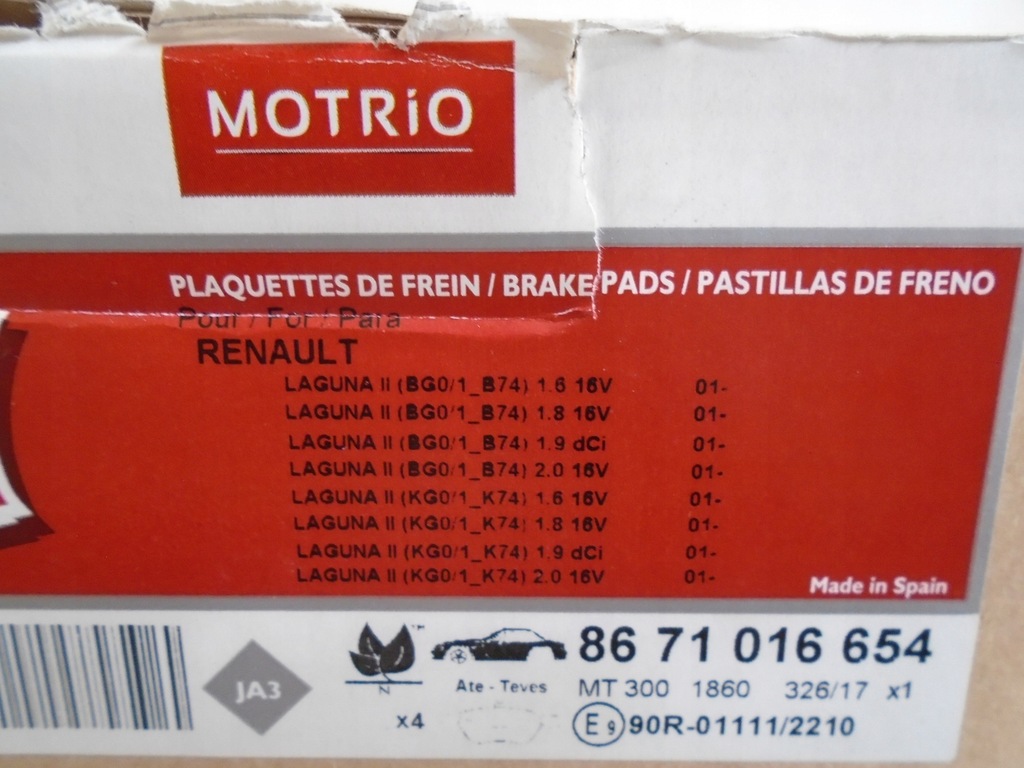 MOTRiO
PLAQUETTES DE FREIN / BRAKE PADS / PASTILLAS DE FRENO
Pour / For / Para
RENAULT
LAGUNA II (BG0/1_B74) 1.6 16V 01-
LAGUNA II (BG0/1_B74) 1.8 16V 01-
LAGUNA II (BG0/1_B74) 1.9 dCi 01-
LAGUNA II (BG0/1_B74) 2.0 16V 01-
LAGUNA II (KG0/1_K74) 1.6 16V 01-
LAGUNA II (KG0/1_K74) 1.8 16V 01-
LAGUNA II (KG0/1_K74) 1.9 dCi 01-
LAGUNA II (KG0/1_K74) 2.0 16V 01-
Made in Spain
JA3
N
TM
86 71 016 654
Ate - Teves MT 300 1860 326/17 x1
x4
E9 90R-01111/2210